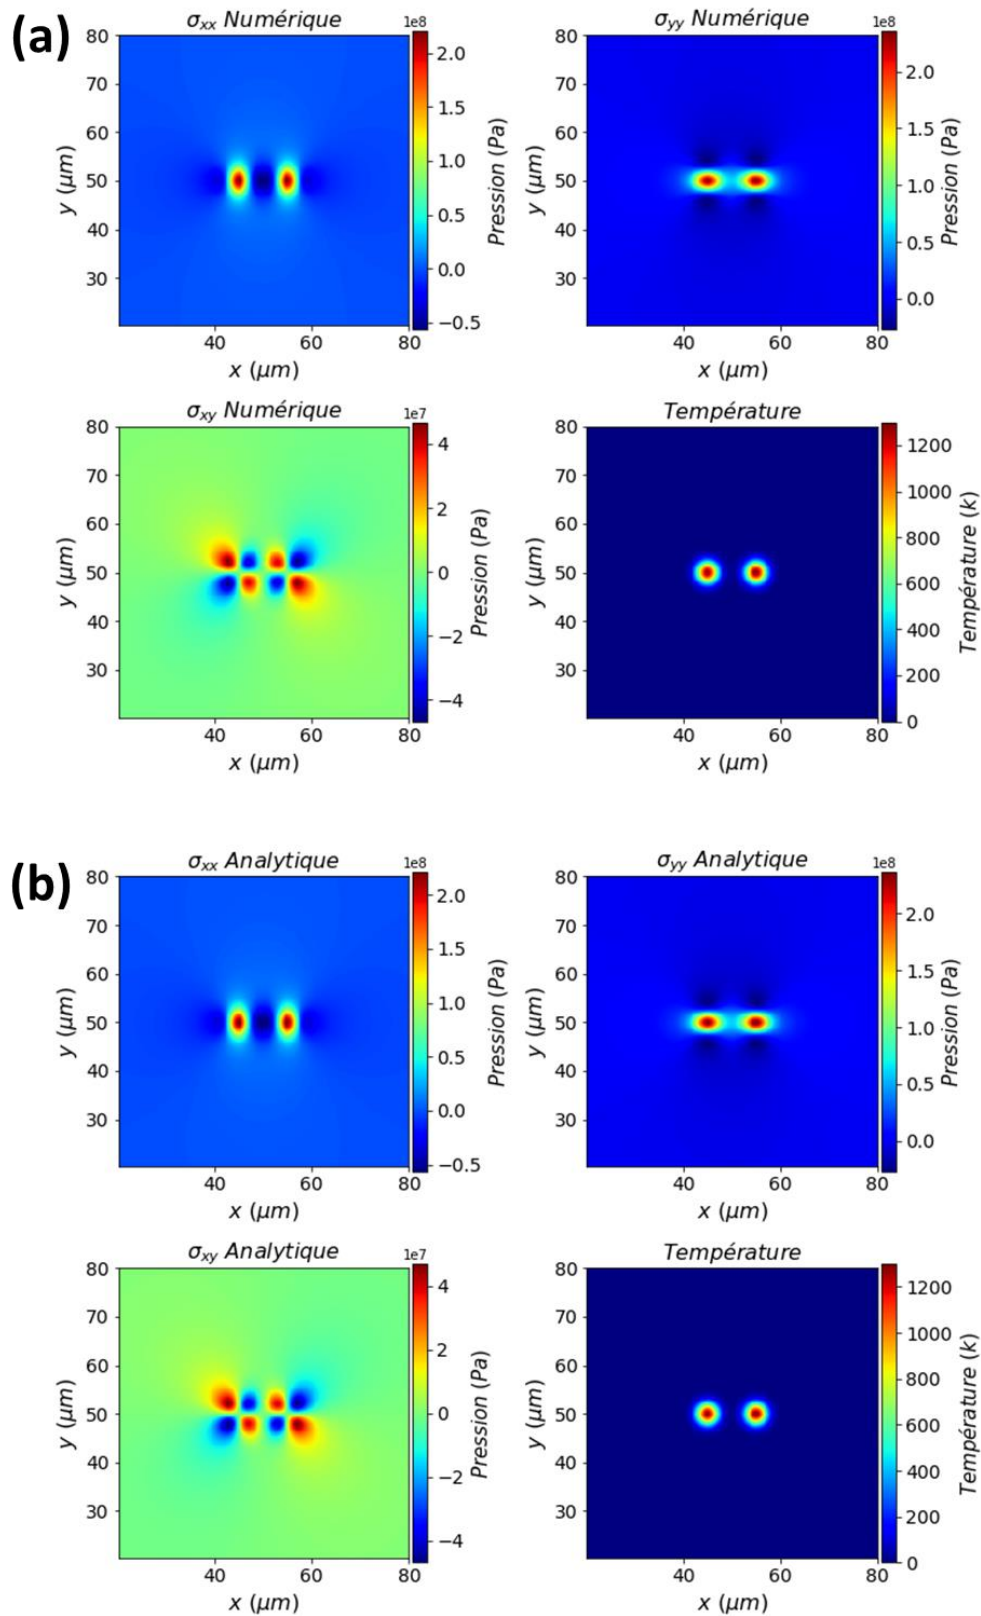 (a)
σxx Numérique
1e8
80
70
60
50
40
30
y (μm)
40 60 80
x (μm)
2.0
1.5
1.0
0.5
0.0
−0.5
Pression (Pa)
σyy Numérique
1e8
80
70
60
50
40
30
y (μm)
40 60 80
x (μm)
2.0
1.5
1.0
0.5
0.0
Pression (Pa)
σxy Numérique
1e7
80
70
60
50
40
30
y (μm)
40 60 80
x (μm)
4
2
0
−2
−4
Pression (Pa)
Température
80
70
60
50
40
30
y (μm)
40 60 80
x (μm)
1200
1000
800
600
400
200
0
Température (k)
(b)
σxx Analytique
1e8
80
70
60
50
40
30
y (μm)
40 60 80
x (μm)
2.0
1.5
1.0
0.5
0.0
−0.5
Pression (Pa)
σyy Analytique
1e8
80
70
60
50
40
30
y (μm)
40 60 80
x (μm)
2.0
1.5
1.0
0.5
0.0
Pression (Pa)
σxy Analytique
1e7
80
70
60
50
40
30
y (μm)
40 60 80
x (μm)
4
2
0
−2
−4
Pression (Pa)
Température
80
70
60
50
40
30
y (μm)
40 60 80
x (μm)
1200
1000
800
600
400
200
0
Température (k)